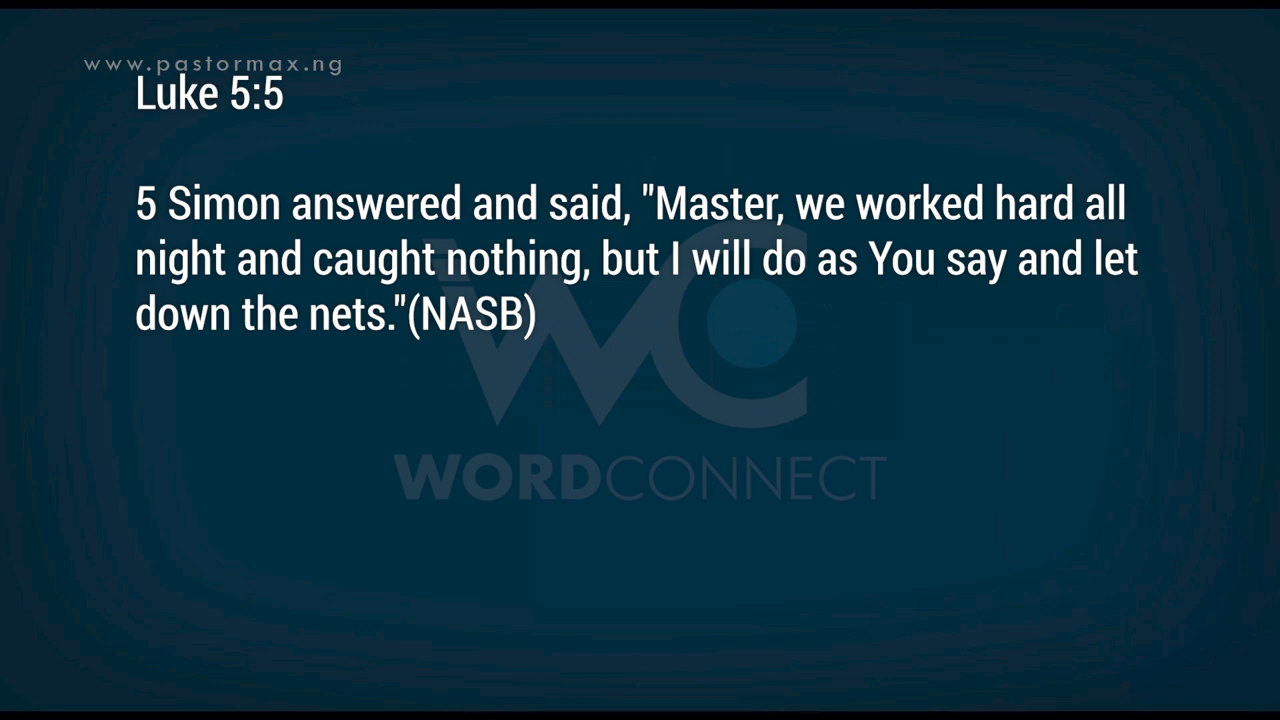 www.pastormax.ng
Luke 5:5
5 Simon answered and said, "Master, we worked hard all
night and caught nothing, but I will do as You say and let
down the nets."(NASB)
WC
WORDCONNECT